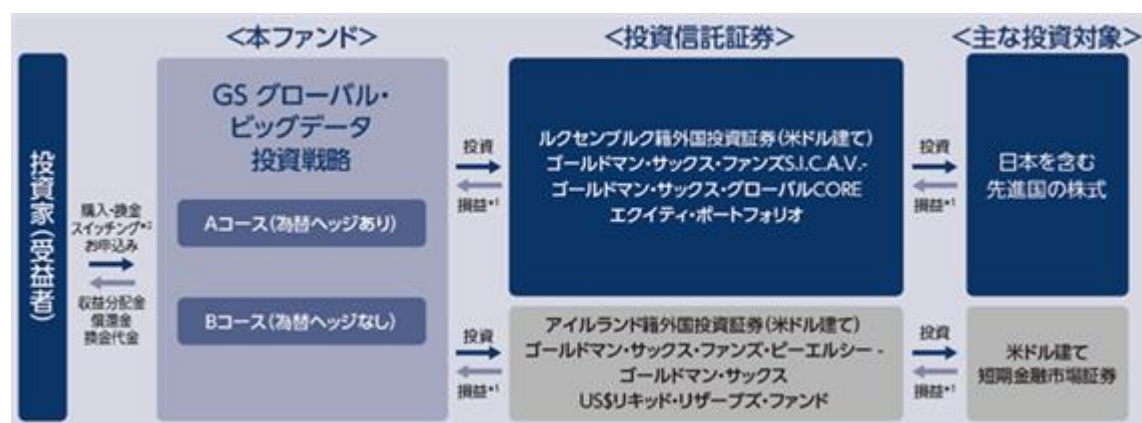 <本ファンド>
<投資信託証券>
<主な投資対象>
投資家(受益者)
購入・換金
スイッチング*2
お申込み
収益分配金
償還金
換金代金
GS グローバル・
ビッグデータ
投資戦略
Aコース(為替ヘッジあり)
Bコース(為替ヘッジなし)
投資
損益*1
ルクセンブルク籍外国投資証券(米ドル建て)
ゴールドマン・サックス・ファンズS.I.C.A.V.-
ゴールドマン・サックス・グローバルCORE
エクイティ・ポートフォリオ
投資
損益*1
日本を含む
先進国の株式
投資
損益*1
アイルランド籍外国投資証券(米ドル建て)
ゴールドマン・サックス・ファンズ・ピーエルシー -
ゴールドマン・サックス
US$リキッド・リザーブズ・ファンド
投資
損益*1
米ドル建て
短期金融市場証券